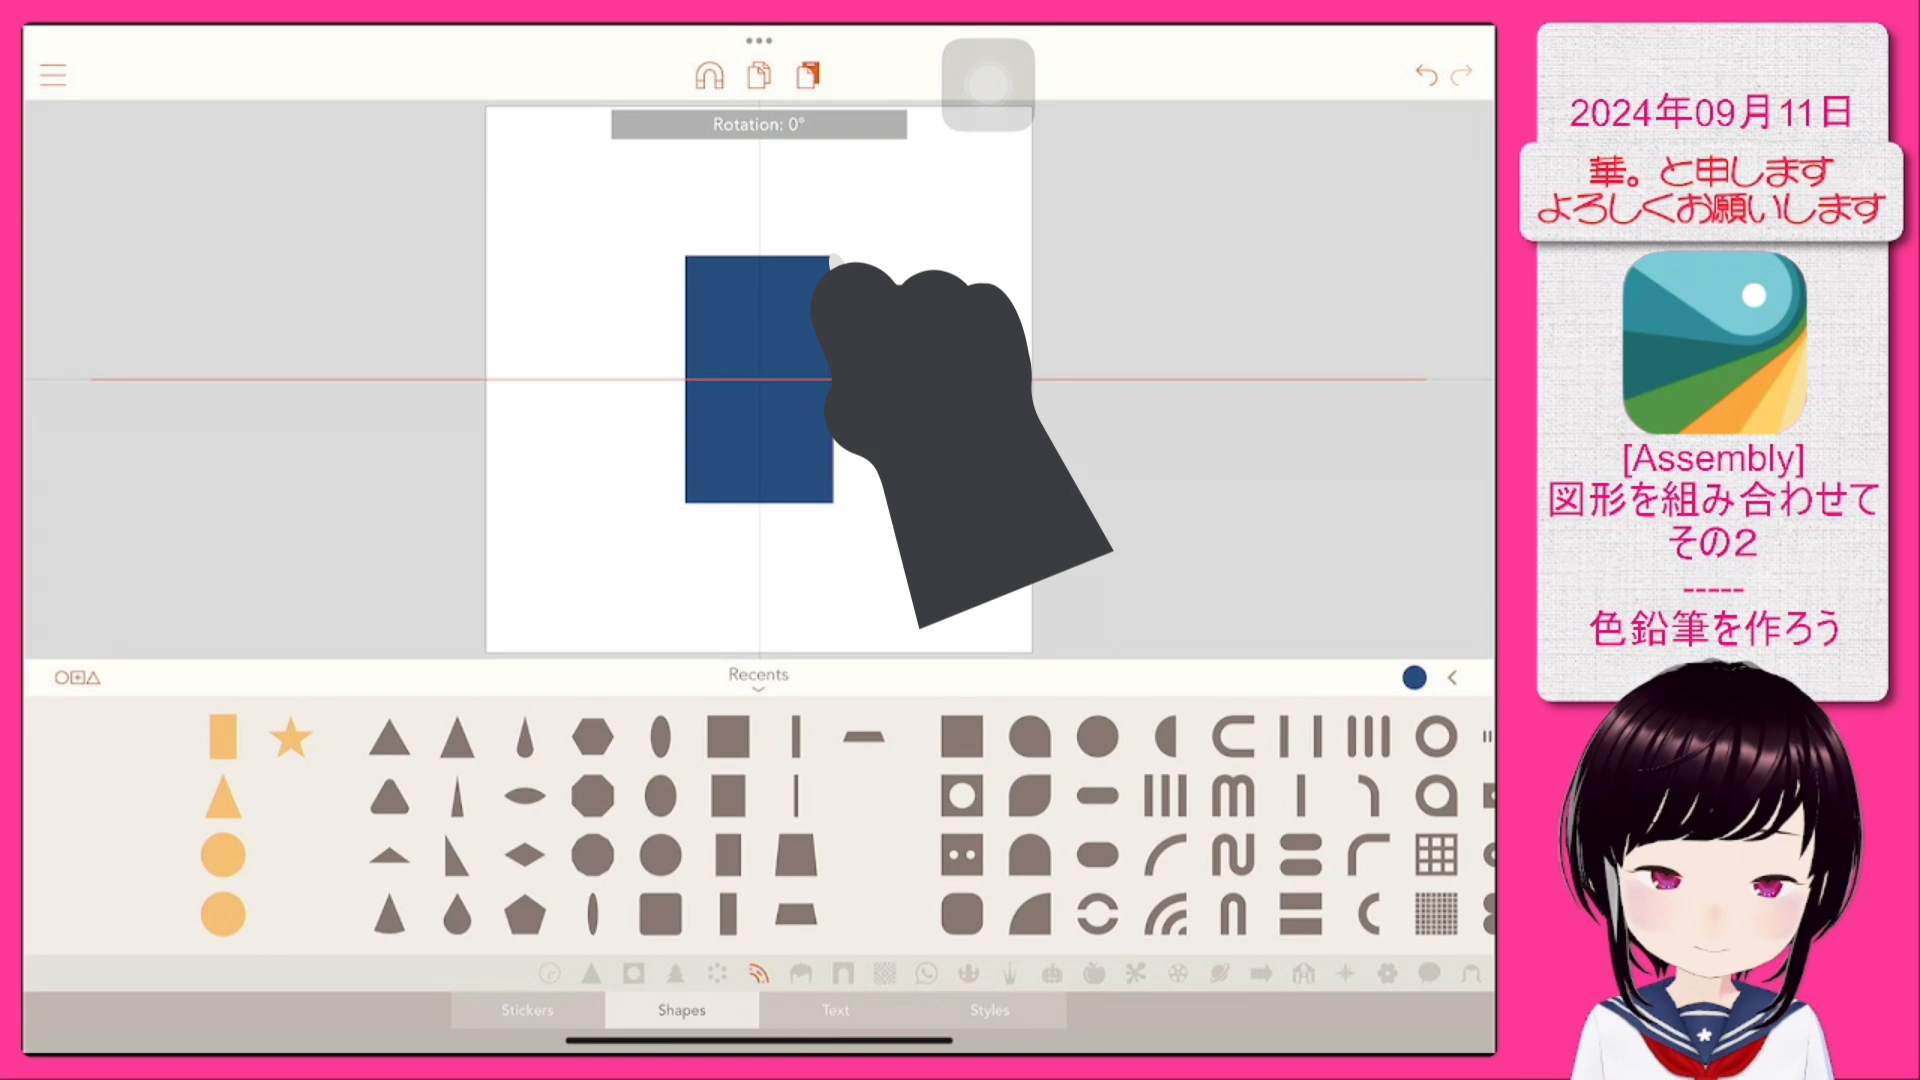 Rotation: 0°
Recents
Stickers
Shapes
Text
Styles
2024年09月11日
華。と申します
よろしくお願いします
[Assembly]
図形を組み合わせて
その2
-----
色鉛筆を作ろう